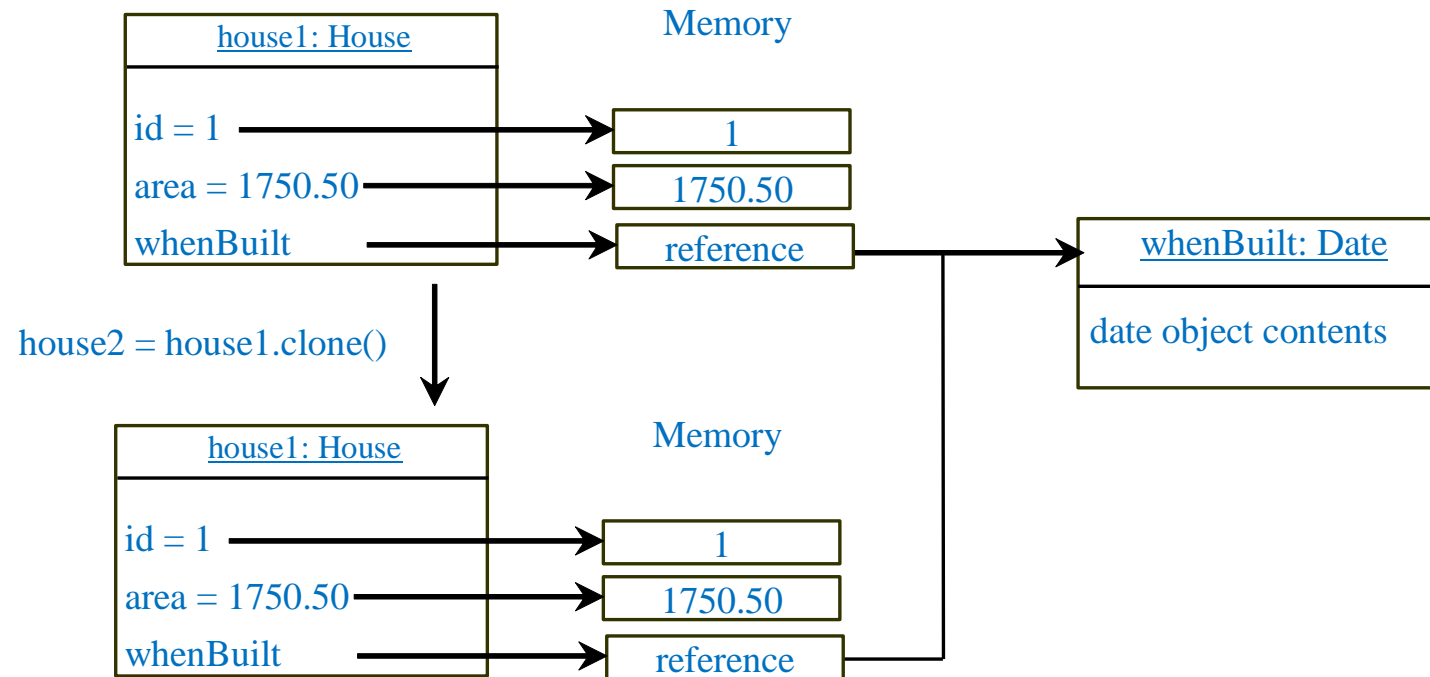 house1: House
Memory
id = 1
1
area = 1750.50
1750.50
whenBuilt
reference
whenBuilt: Date
date object contents
house2 = house1.clone()
house1: House
Memory
id = 1
1
area = 1750.50
1750.50
whenBuilt
reference